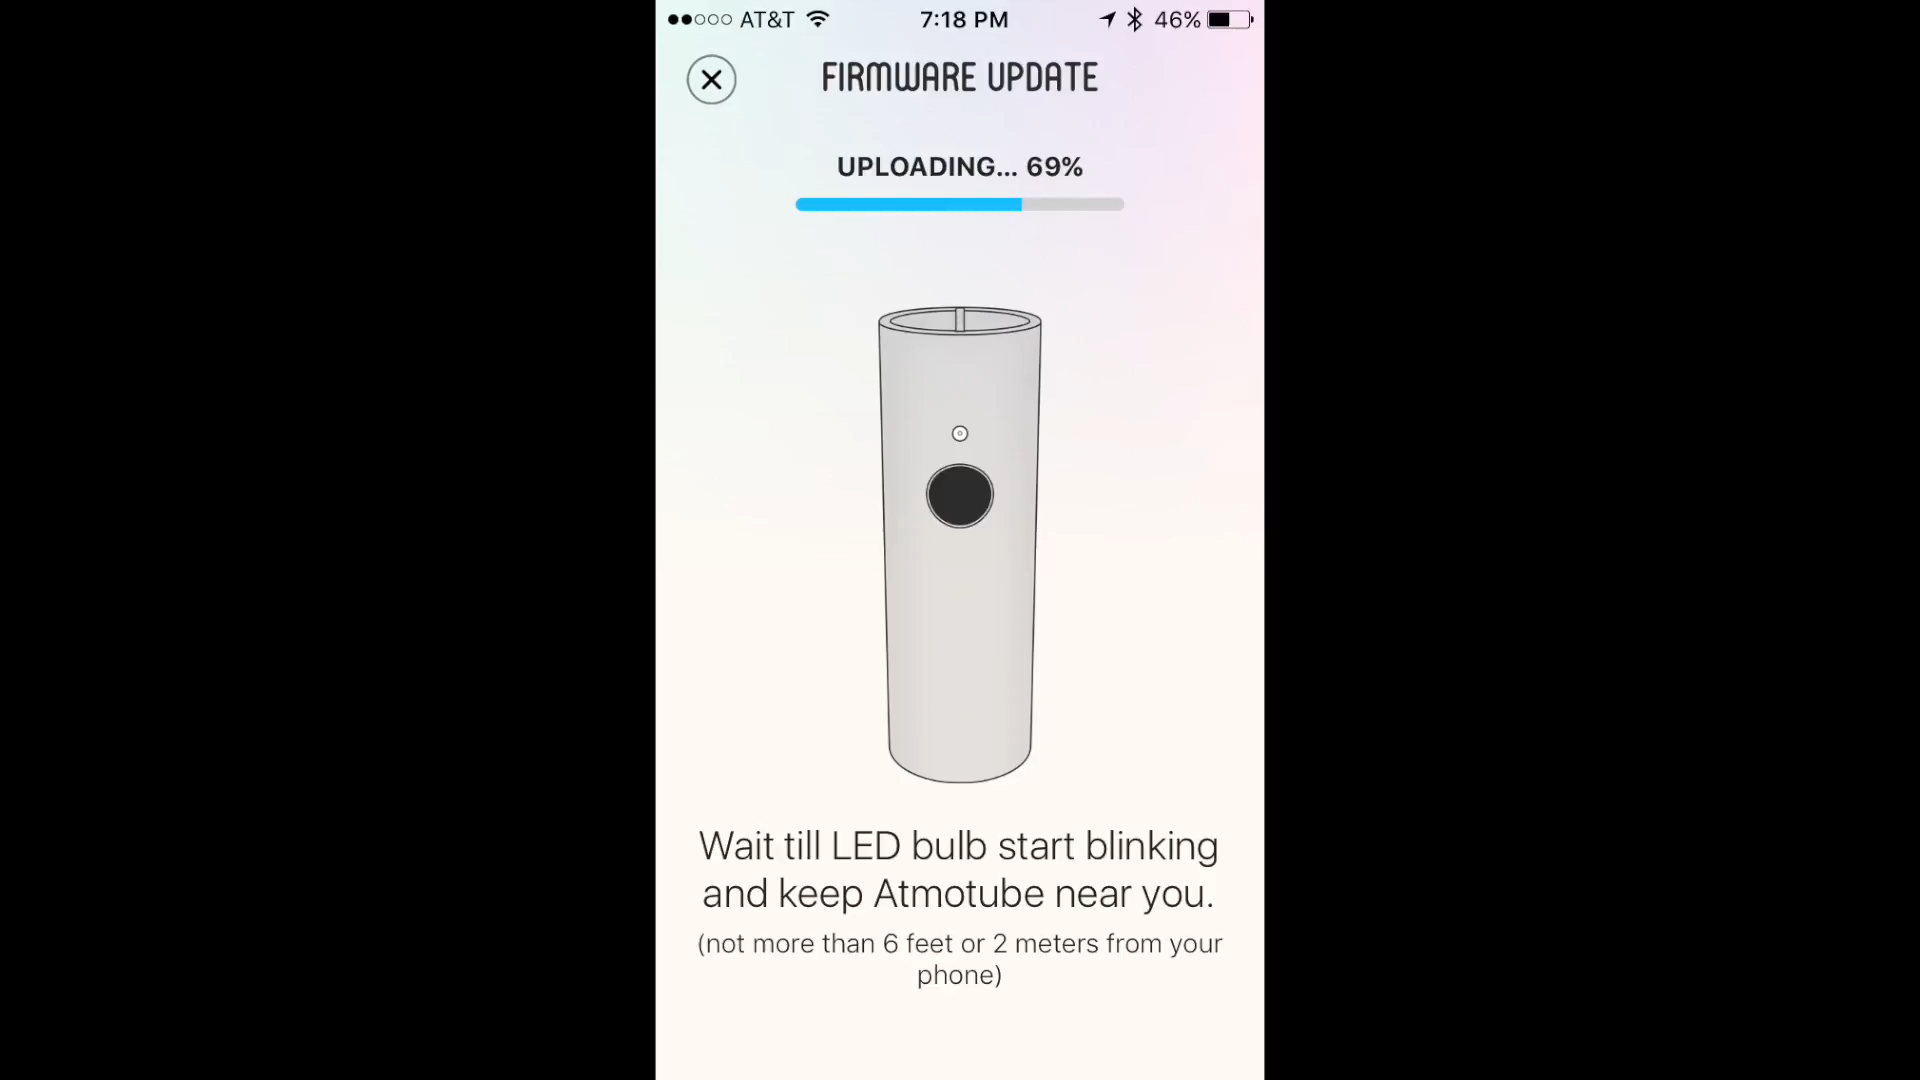 AT&T 7:18 PM 46%
FIRMWARE UPDATE
UPLOADING... 69%
Wait till LED bulb start blinking
and keep Atmotube near you.
(not more than 6 feet or 2 meters from your
phone)